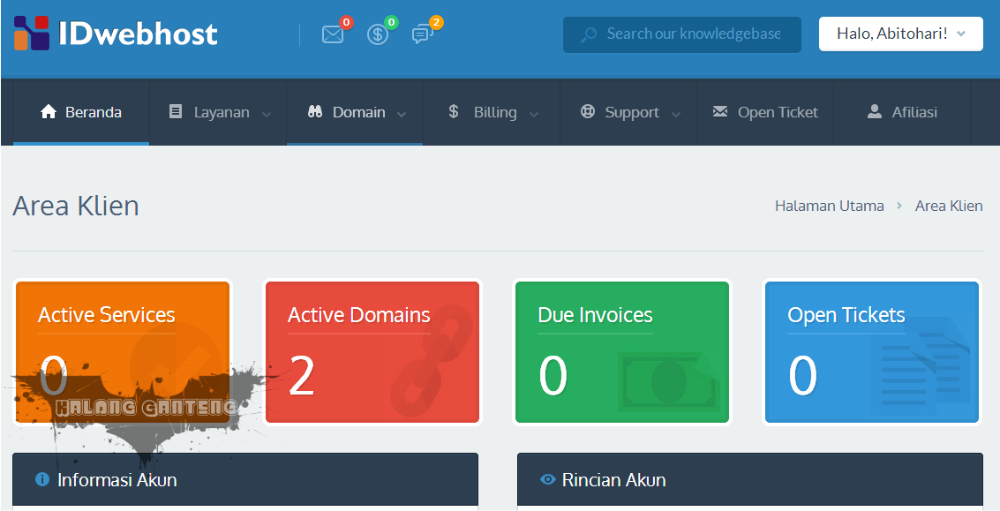 IDwebhost
0
0
2
Search our knowledgebase
Halo, Abitohari!
Beranda
Layanan
Domain
Billing
Support
Open Ticket
Afiliasi
Area Klien
Halaman Utama
Area Klien
Active Services
0
Active Domains
2
Due Invoices
0
Open Tickets
0
Kalong Ganteng
Informasi Akun
Rincian Akun